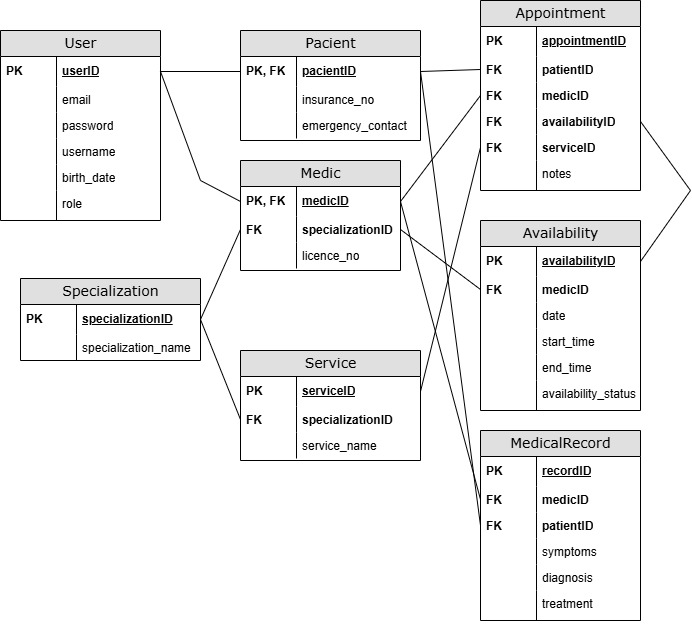 User
PK userID
email
password
username
birth_date
role
Pacient
PK, FK pacientID
insurance_no
emergency_contact
Medic
PK, FK medicID
FK specializationID
licence_no
Specialization
PK specializationID
specialization_name
Service
PK serviceID
FK specializationID
service_name
Appointment
PK appointmentID
FK patientID
FK medicID
FK availabilityID
FK serviceID
notes
Availability
PK availabilityID
FK medicID
date
start_time
end_time
availability_status
MedicalRecord
PK recordID
FK medicID
FK patientID
symptoms
diagnosis
treatment